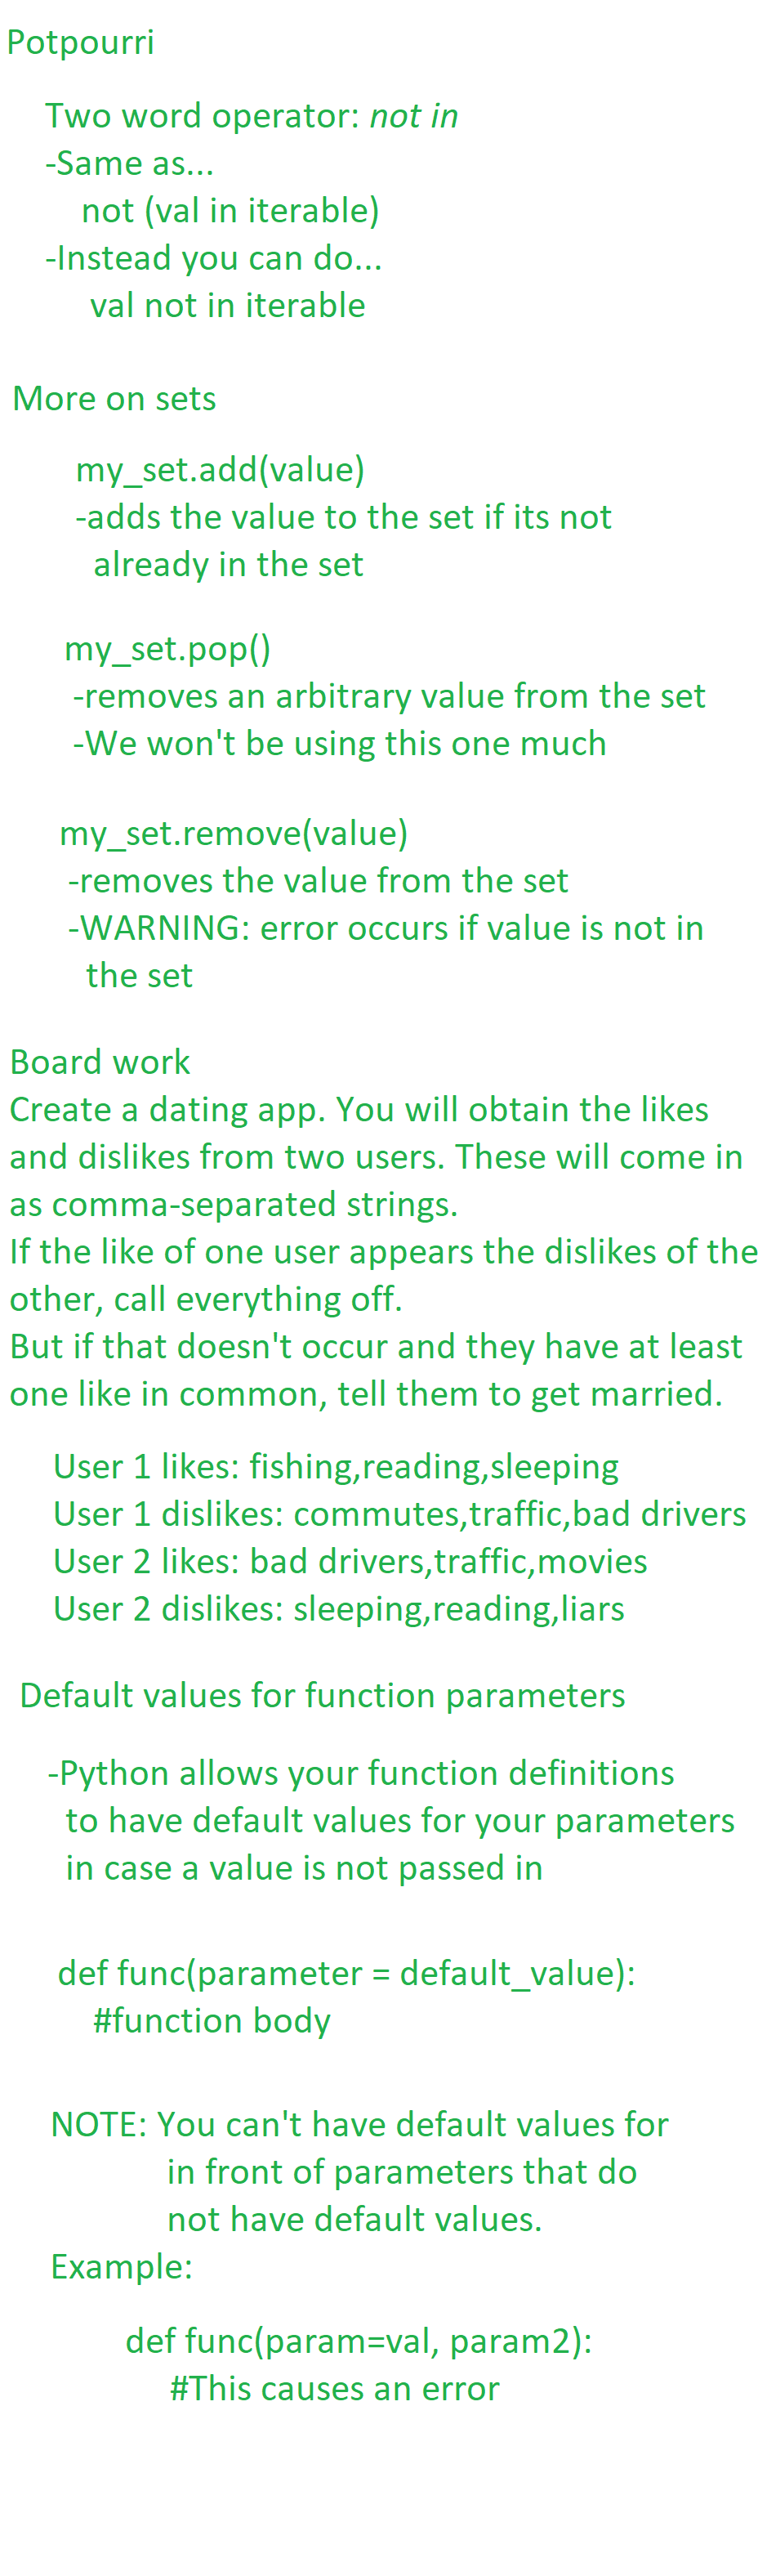 Potpourri
Two word operator: not in
-Same as...
not (val in iterable)
-Instead you can do...
val not in iterable
More on sets
my_set.add(value)
-adds the value to the set if its not
already in the set
my_set.pop()
-removes an arbitrary value from the set
-We won't be using this one much
my_set.remove(value)
-removes the value from the set
-WARNING: error occurs if value is not in
the set
Board work
Create a dating app. You will obtain the likes
and dislikes from two users. These will come in
as comma-separated strings.
If the like of one user appears the dislikes of the
other, call everything off.
But if that doesn't occur and they have at least
one like in common, tell them to get married.
User 1 likes: fishing,reading,sleeping
User 1 dislikes: commutes,traffic,bad drivers
User 2 likes: bad drivers,traffic,movies
User 2 dislikes: sleeping,reading,liars
Default values for function parameters
-Python allows your function definitions
to have default values for your parameters
in case a value is not passed in
def func(parameter = default_value):
#function body
NOTE: You can't have default values for
in front of parameters that do
not have default values.
Example:
def func(param=val, param2):
#This causes an error